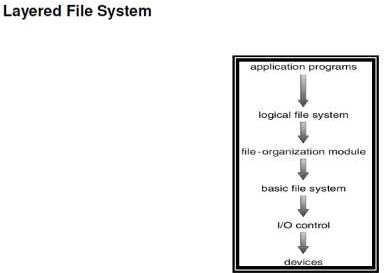 Layered File System
application programs
logical file system
file-organization module
basic file system
I/O control
devices